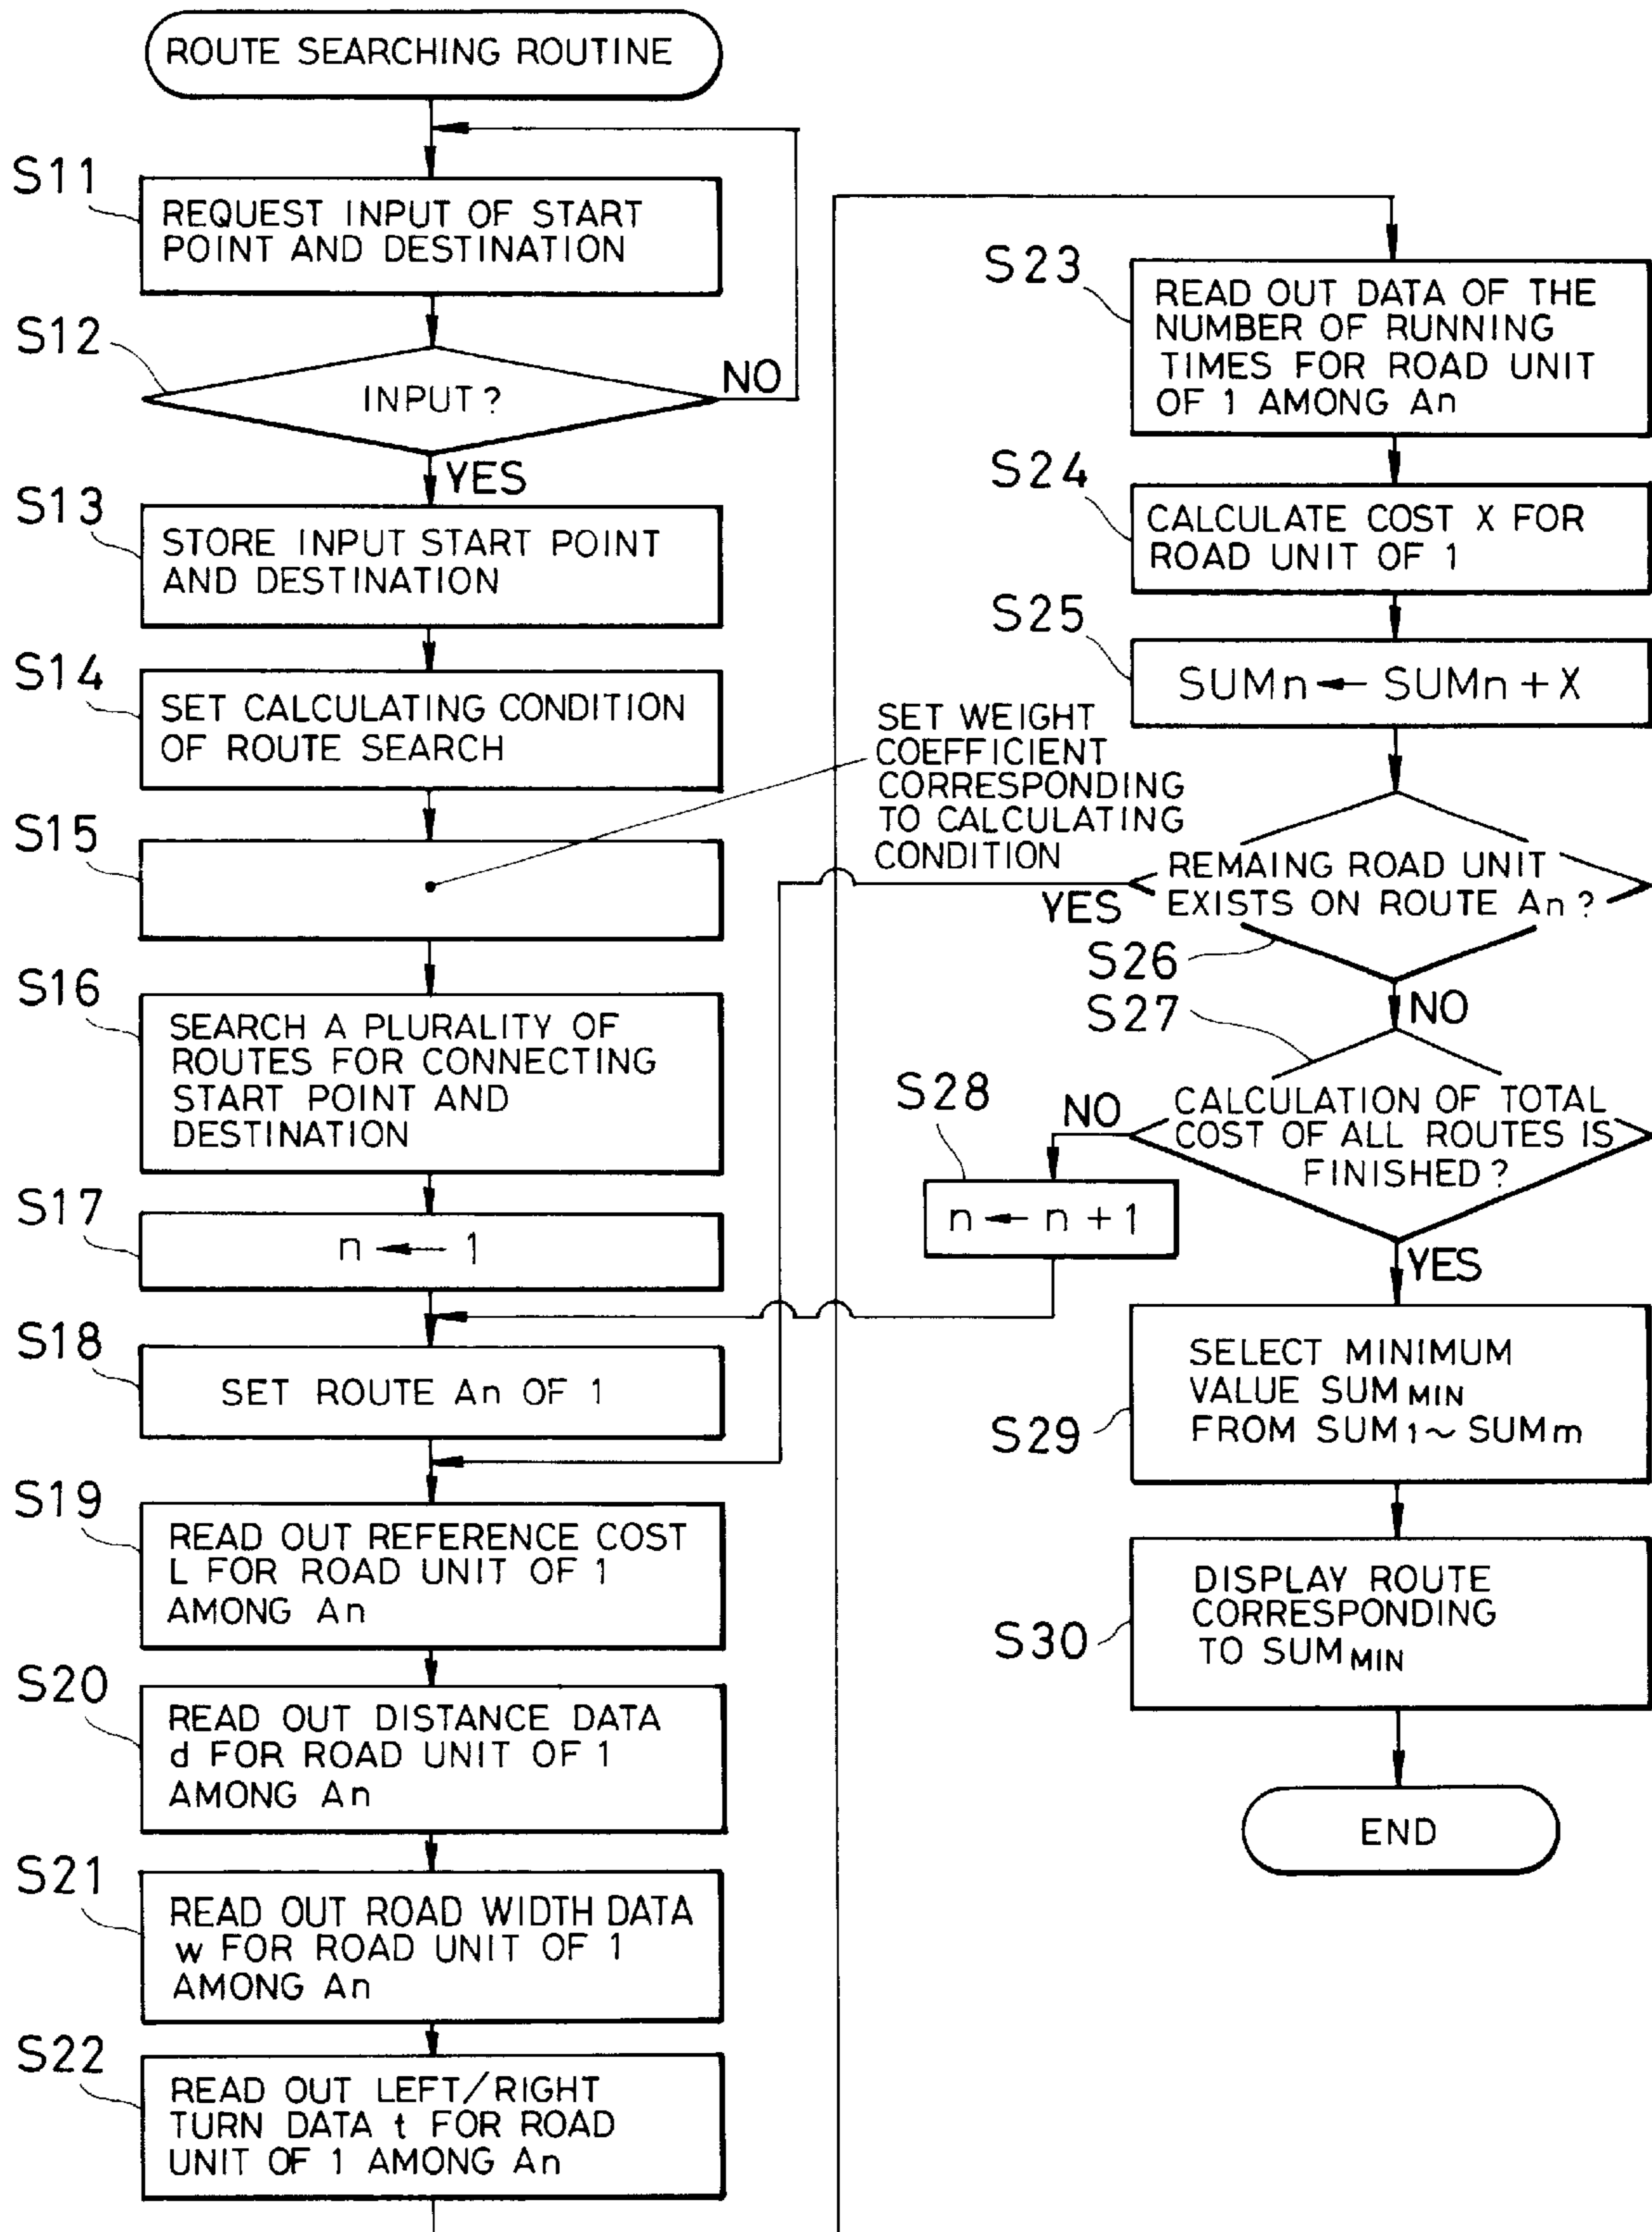 ROUTE SEARCHING ROUTINE
S11
REQUEST INPUT OF START
POINT AND DESTINATION
S12
INPUT?
NO
YES
S13
STORE INPUT START POINT
AND DESTINATION
S14
SET CALCULATING CONDITION
OF ROUTE SEARCH
S15
SET WEIGHT
COEFFICIENT
CORRESPONDING
TO CALCULATING
CONDITION
S16
SEARCH A PLURALITY OF
ROUTES FOR CONNECTING
START POINT AND
DESTINATION
S17
n ← 1
S18
SET ROUTE An OF 1
S19
READ OUT REFERENCE COST
L FOR ROAD UNIT OF 1
AMONG An
S20
READ OUT DISTANCE DATA
d FOR ROAD UNIT OF 1
AMONG An
S21
READ OUT ROAD WIDTH DATA
w FOR ROAD UNIT OF 1
AMONG An
S22
READ OUT LEFT/RIGHT
TURN DATA t FOR ROAD
UNIT OF 1 AMONG An
S23
READ OUT DATA OF THE
NUMBER OF RUNNING
TIMES FOR ROAD UNIT
OF 1 AMONG An
S24
CALCULATE COST X FOR
ROAD UNIT OF 1
S25
SUMn ← SUMn + X
REMAING ROAD UNIT
EXISTS ON ROUTE An?
YES
S26
NO
S27
CALCULATION OF TOTAL
COST OF ALL ROUTES IS
FINISHED?
NO
S28
n ← n + 1
YES
S29
SELECT MINIMUM
VALUE SUM MIN
FROM SUM1~SUMm
S30
DISPLAY ROUTE
CORRESPONDING
TO SUM MIN
END